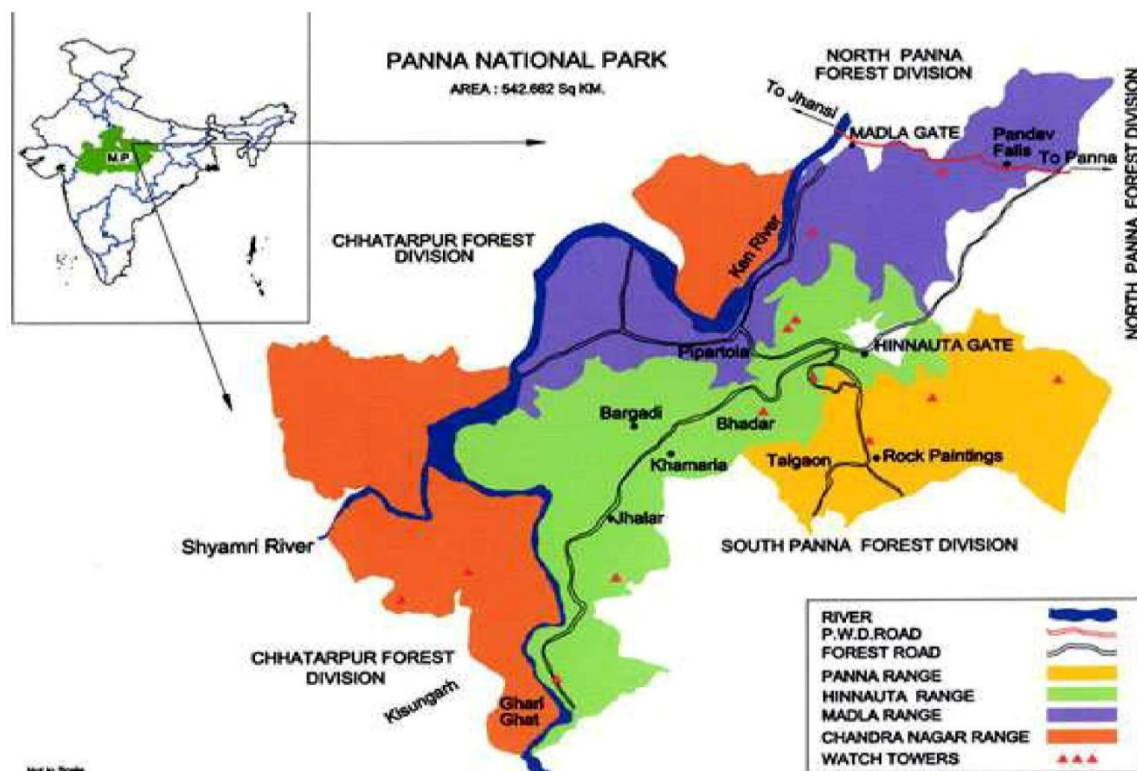 PANNA NATIONAL PARK
AREA : 542.662 Sq KM.
M.P.
NORTH PANNA
FOREST DIVISION
NORTH PANNA FOREST DIVISION
To Jhansi
MADLA GATE
Pandav
Falls
To Panna
Ken River
CHHATARPUR FOREST
DIVISION
Pipartola
HINNAUTA GATE
Bargadi
Bhadar
Khamaria
Talgaon
Rock Paintings
Jhalar
Shyamri River
SOUTH PANNA FOREST DIVISION
CHHATARPUR FOREST
DIVISION
Kisungarh
Ghari
Ghat
RIVER
P.W.D.ROAD
FOREST ROAD
PANNA RANGE
HINNAUTA RANGE
MADLA RANGE
CHANDRA NAGAR RANGE
WATCH TOWERS